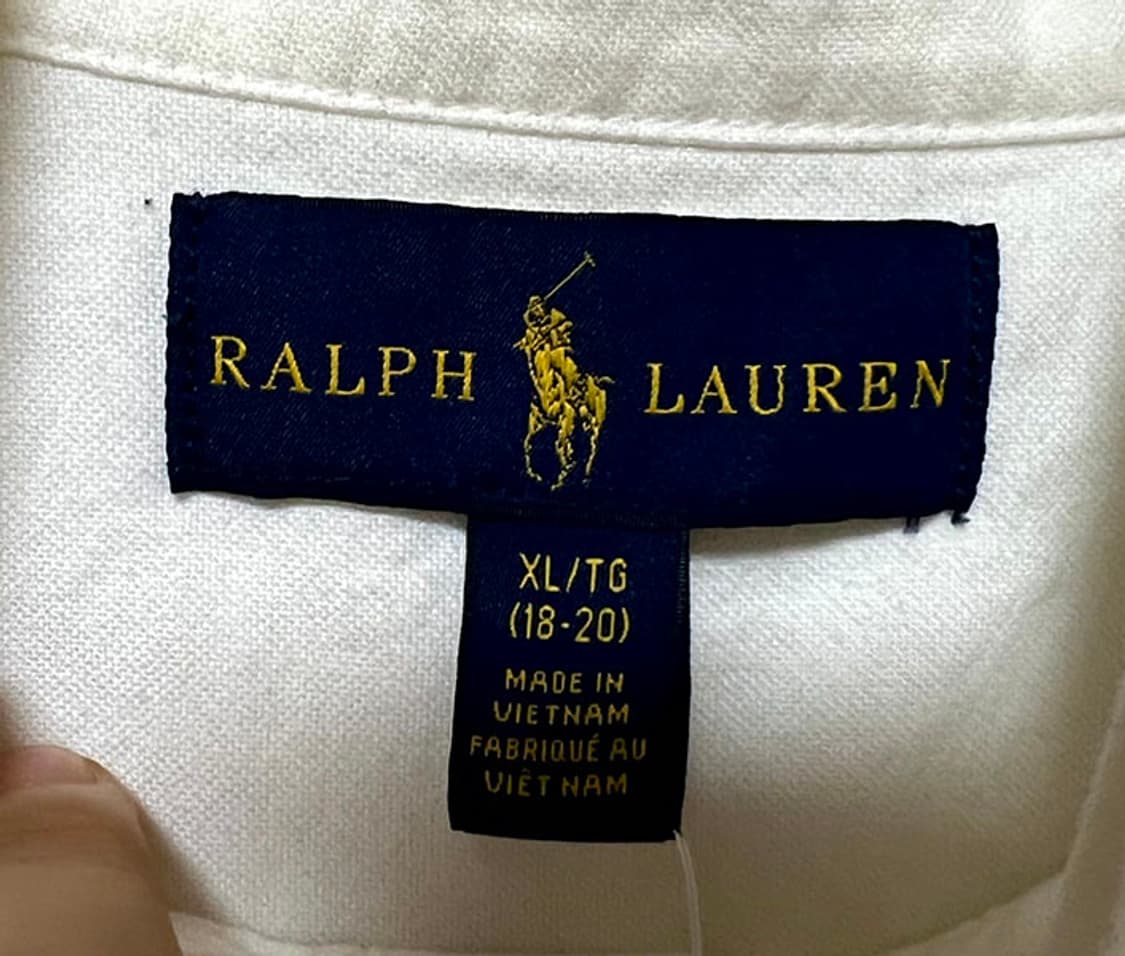 RALPH LAUREN
XL/TG
(18-20)
MADE IN
VIETNAM
FABRIQUÉ AU
VIÊT NAM